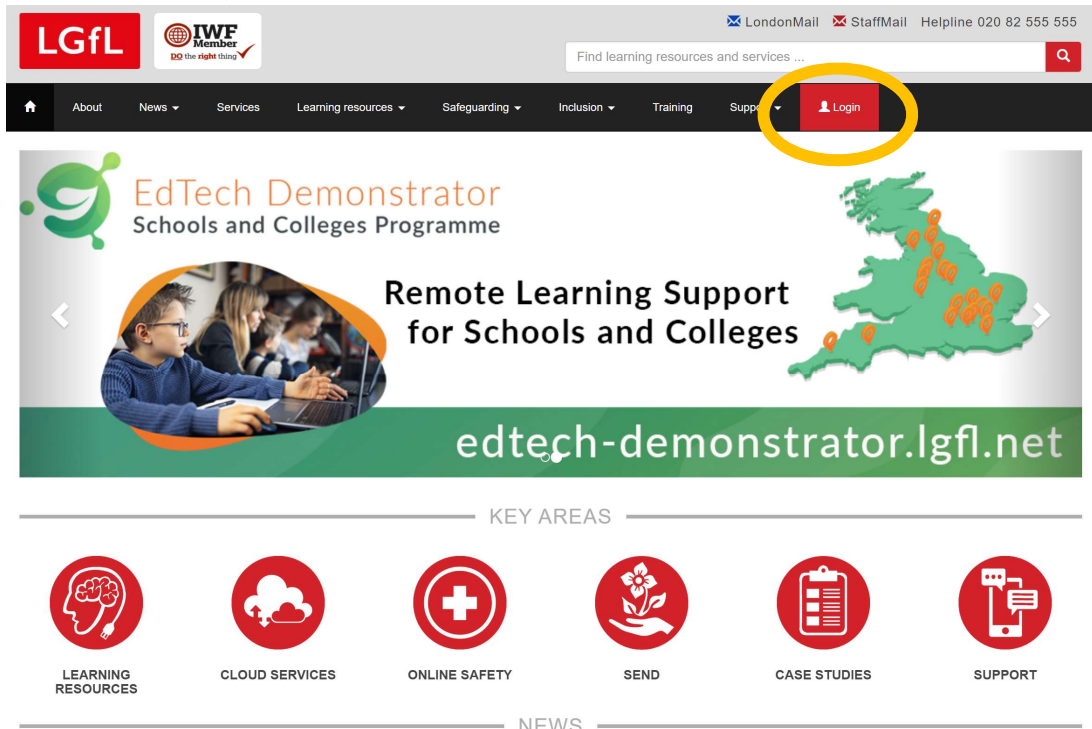 LGfL
IWF
Member
DO the right thing
LondonMail StaffMail Helpline 020 82 555 555
Find learning resources and services ...
About News Services Learning resources Safeguarding Inclusion Training Support Login
EdTech Demonstrator
Schools and Colleges Programme
Remote Learning Support
for Schools and Colleges
edtech-demonstrator.lgfl.net
KEY AREAS
LEARNING
RESOURCES
CLOUD SERVICES
ONLINE SAFETY
SEND
CASE STUDIES
SUPPORT
NEWS